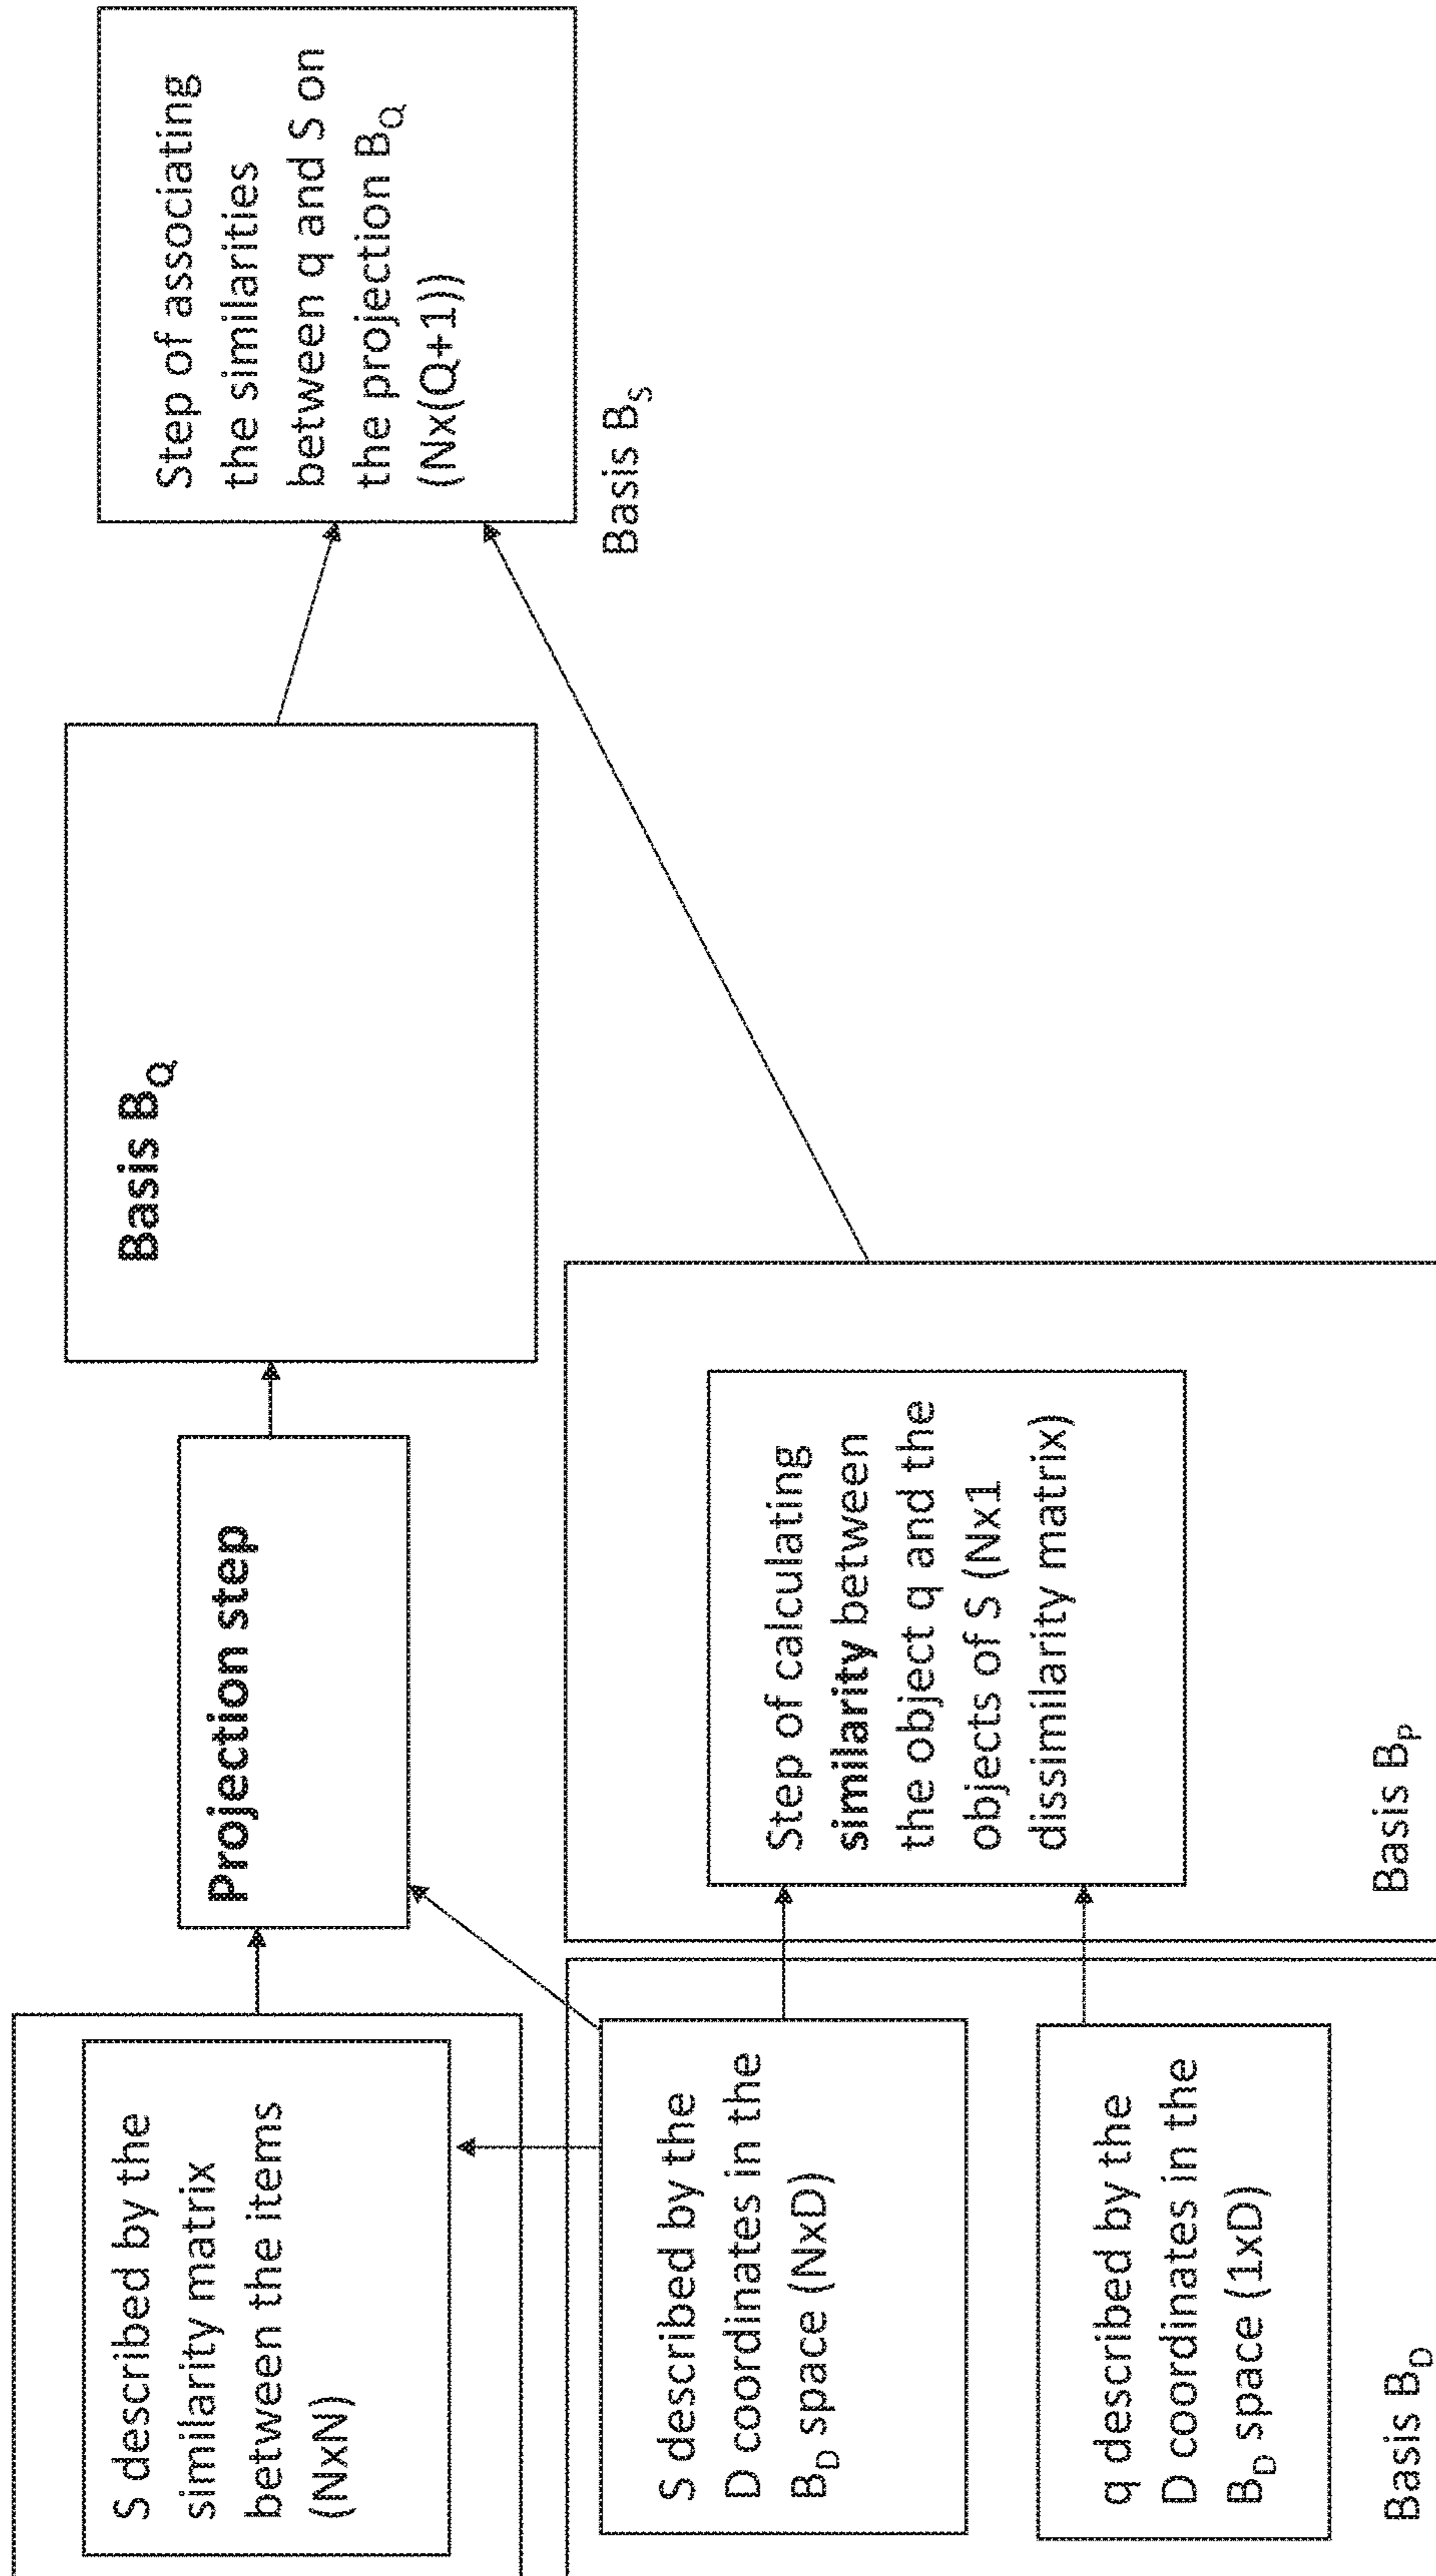 S described by the
similarity matrix
between the items
(NxN)
Projection step
Basis B_Q
Step of associating
the similarities
between q and S on
the projection B_Q
(Nx(Q+1))
Basis B_S
S described by the
D coordinates in the
B_D space (NxD)
q described by the
D coordinates in the
B_D space (1xD)
Basis B_D
Step of calculating
similarity between
the object q and the
objects of S (Nx1
dissimilarity matrix)
Basis B_P